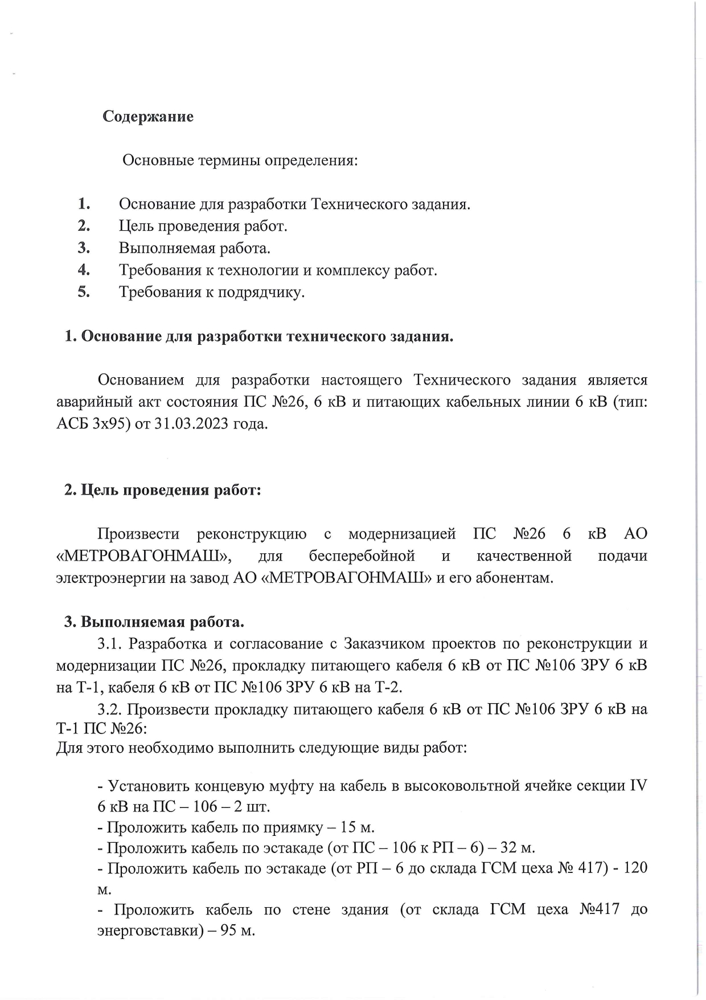 Содержание
Основные термины определения:
1. Основание для разработки Технического задания.
2. Цель проведения работ.
3. Выполняемая работа.
4. Требования к технологии и комплексу работ.
5. Требования к подрядчику.
1. Основание для разработки технического задания.
Основанием для разработки настоящего Технического задания является
аварийный акт состояния ПС №26, 6 кВ и питающих кабельных линии 6 кВ (тип:
АСБ 3х95) от 31.03.2023 года.
2. Цель проведения работ:
Произвести реконструкцию с модернизацией ПС №26 6 кВ АО
«МЕТРОВАГОНМАШ», для бесперебойной и качественной подачи
электроэнергии на завод АО «МЕТРОВАГОНМАШ» и его абонентам.
3. Выполняемая работа.
3.1. Разработка и согласование с Заказчиком проектов по реконструкции и
модернизации ПС №26, прокладку питающего кабеля 6 кВ от ПС №106 ЗРУ 6 кВ
на Т-1, кабеля 6 кВ от ПС №106 ЗРУ 6 кВ на Т-2.
3.2. Произвести прокладку питающего кабеля 6 кВ от ПС №106 ЗРУ 6 кВ на
Т-1 ПС №26:
Для этого необходимо выполнить следующие виды работ:
- Установить концевую муфту на кабель в высоковольтной ячейке секции IV
6 кВ на ПС – 106 – 2 шт.
- Проложить кабель по приямку – 15 м.
- Проложить кабель по эстакаде (от ПС – 106 к РП – 6) – 32 м.
- Проложить кабель по эстакаде (от РП – 6 до склада ГСМ цеха № 417) - 120
м.
- Проложить кабель по стене здания (от склада ГСМ цеха №417 до
энерговставки) – 95 м.